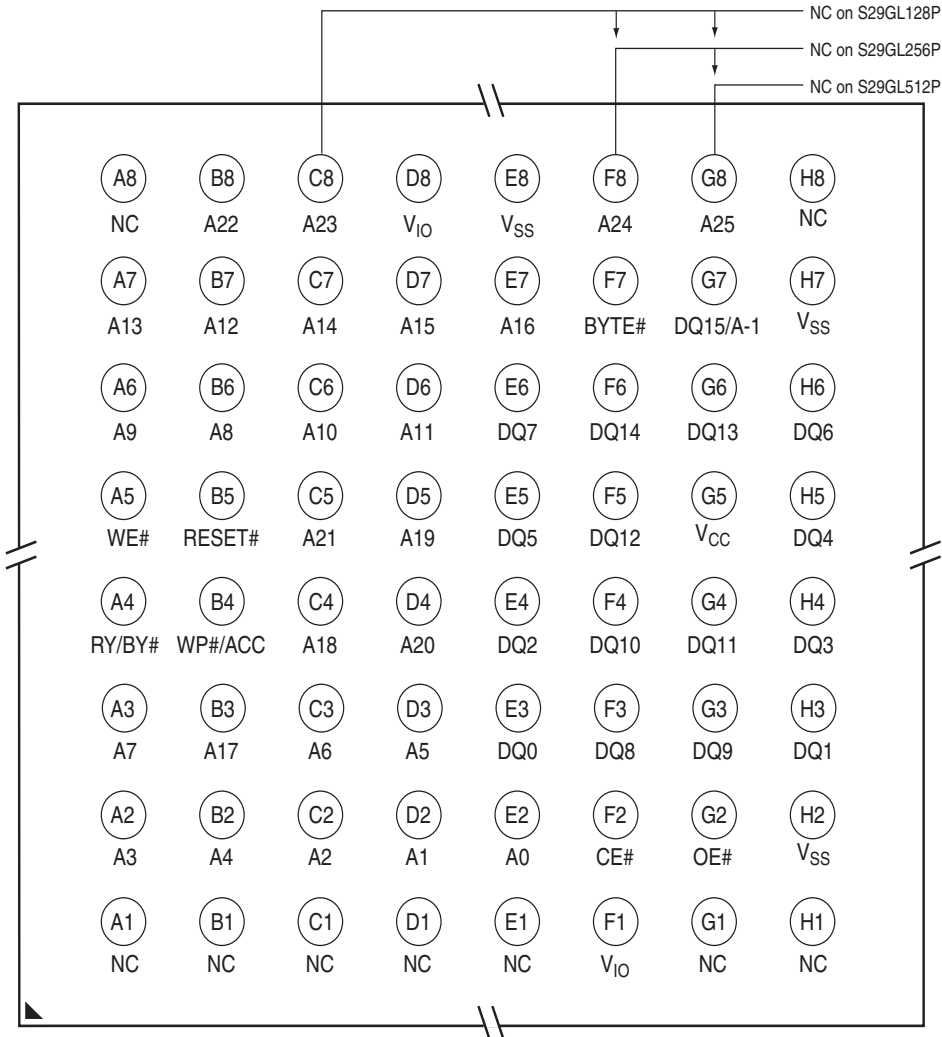 NC on S29GL128P
NC on S29GL256P
NC on S29GL512P
A8 B8 C8 D8 E8 F8 G8 H8
NC A22 A23 VIO VSS A24 A25 NC
A7 B7 C7 D7 E7 F7 G7 H7
A13 A12 A14 A15 A16 BYTE# DQ15/A-1 VSS
A6 B6 C6 D6 E6 F6 G6 H6
A9 A8 A10 A11 DQ7 DQ14 DQ13 DQ6
A5 B5 C5 D5 E5 F5 G5 H5
WE# RESET# A21 A19 DQ5 DQ12 VCC DQ4
A4 B4 C4 D4 E4 F4 G4 H4
RY/BY# WP#/ACC A18 A20 DQ2 DQ10 DQ11 DQ3
A3 B3 C3 D3 E3 F3 G3 H3
A7 A17 A6 A5 DQ0 DQ8 DQ9 DQ1
A2 B2 C2 D2 E2 F2 G2 H2
A3 A4 A2 A1 A0 CE# OE# VSS
A1 B1 C1 D1 E1 F1 G1 H1
NC NC NC NC NC VIO NC NC